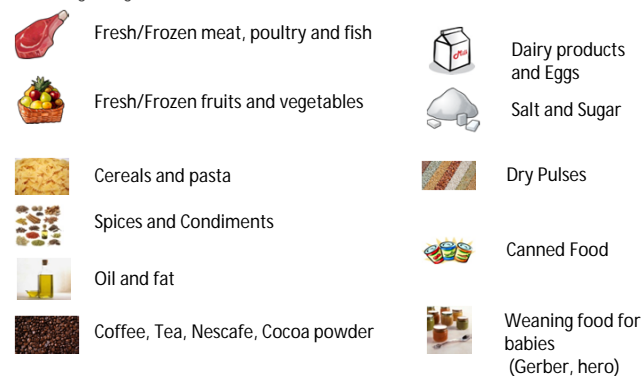 Fresh/Frozen meat, poultry and fish
Fresh/Frozen fruits and vegetables
Cereals and pasta
Spices and Condiments
Oil and fat
Coffee, Tea, Nescafe, Cocoa powder
Milk
Dairy products
and Eggs
Salt and Sugar
Dry Pulses
Canned Food
Weaning food for
babies
(Gerber, hero)